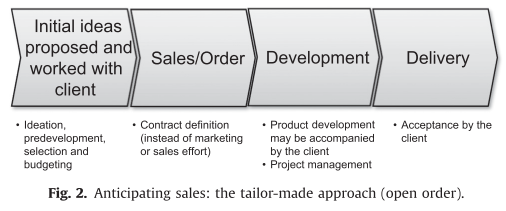 Initial ideas
proposed and
worked with
client
Sales/Order
Development
Delivery
• Ideation,
predevelopment,
selection and
budgeting
• Contract definition
(instead of marketing
or sales effort)
• Product development
may be accompanied
by the client
• Project management
• Acceptance by the
client
Fig. 2. Anticipating sales: the tailor-made approach (open order).